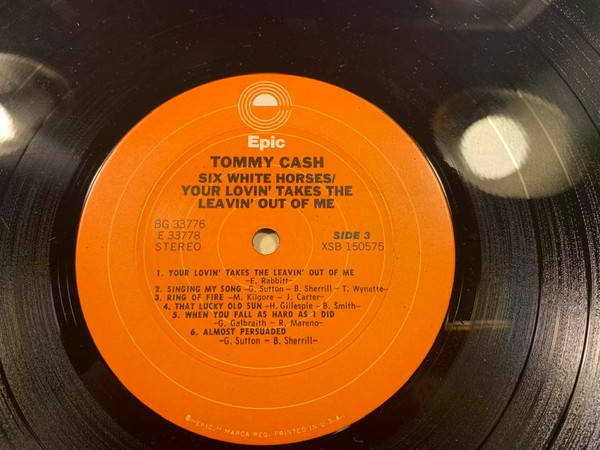 Epic
TOMMY CASH
SIX WHITE HORSES/
YOUR LOVIN' TAKES THE
LEAVIN' OUT OF ME
BG 33776
E 33778
STEREO
SIDE 3
XSB 150575
1. YOUR LOVIN' TAKES THE LEAVIN' OUT OF ME
-E. Rabbitt-
2. SINGING MY SONG -G. Sutton - B. Sherrill - T. Wynette-
3. RING OF FIRE -M. Kilgore - J. Carter-
4. THAT LUCKY OLD SUN -H. Gillespie - B. Smith-
5. WHEN YOU FALL AS HARD AS I DID
-G. Galbraith - R. Mareno-
6. ALMOST PERSUADED
-G. Sutton - B. Sherrill-
®-EPIC, MARCA REG. PRINTED IN U.S.A.